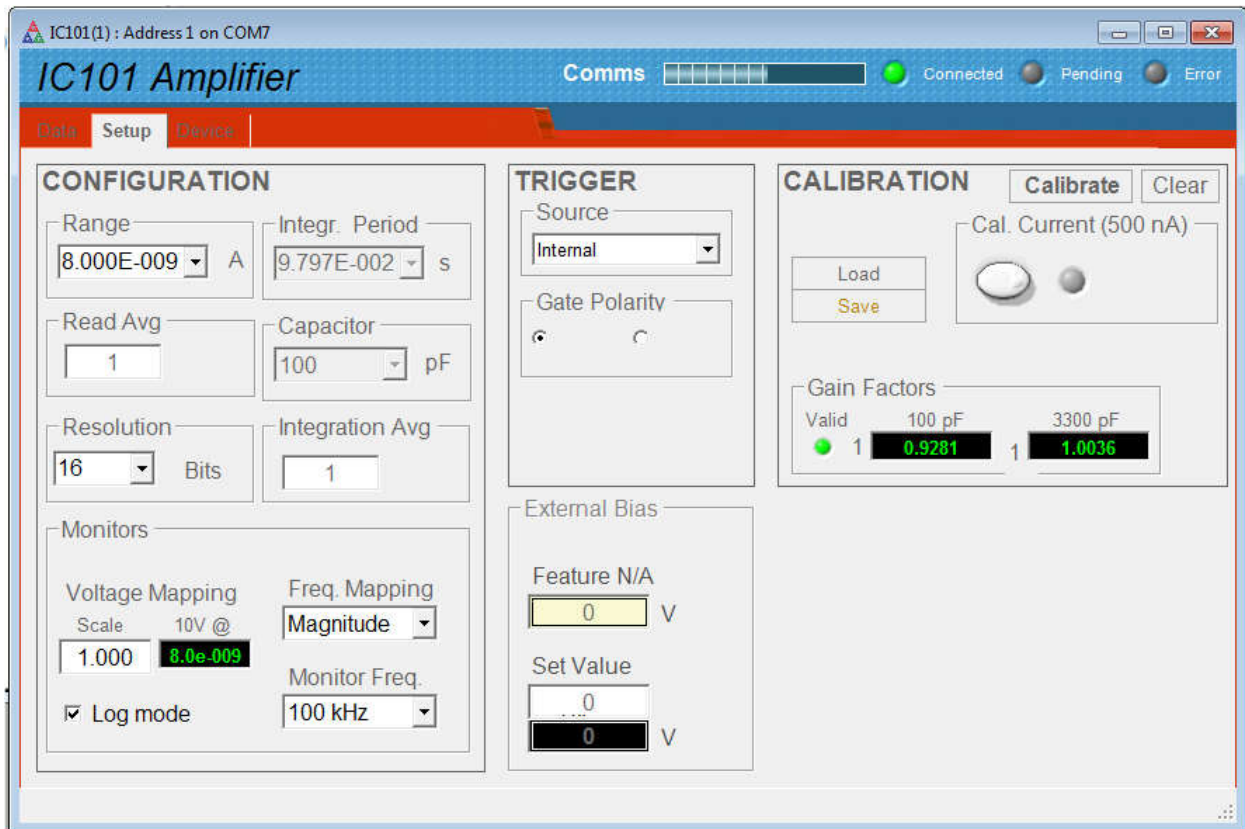 IC101(1) : Address 1 on COM7
IC101 Amplifier
Comms
Connected
Pending
Error
Data
Setup
Device
CONFIGURATION
Range
8.000E-009 A
Integr. Period
9.797E-002 s
Read Avg
1
Capacitor
100 pF
Resolution
16 Bits
Integration Avg
1
Monitors
Voltage Mapping
Scale 10V @
1.000 8.0e-009
Log mode
Freq. Mapping
Magnitude
Monitor Freq.
100 kHz
TRIGGER
Source
Internal
Gate Polarity
External Bias
Feature N/A
0 V
Set Value
0
0 V
CALIBRATION
Calibrate
Clear
Cal. Current (500 nA)
Load
Save
Gain Factors
Valid 100 pF 3300 pF
1 0.9281 1 1.0036